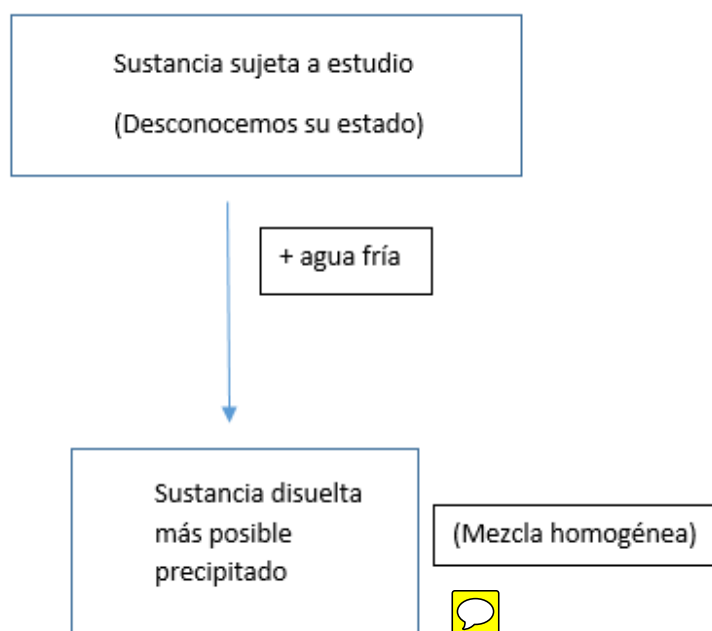 Sustancia sujeta a estudio
(Desconocemos su estado)
+ agua fría
Sustancia disuelta
más posible
precipitado
(Mezcla homogénea)